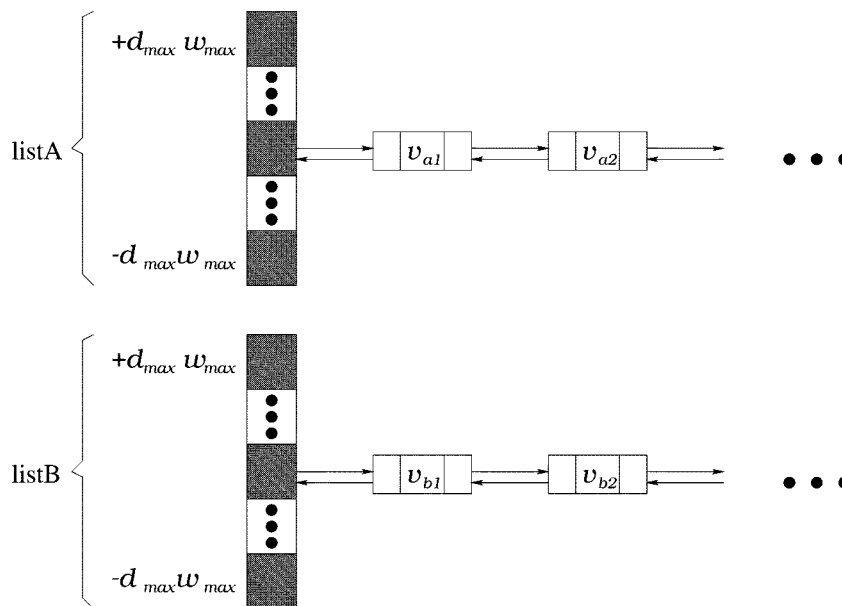 +d_max w_max
listA
v_a1 v_a2
-d_max w_max
+d_max w_max
listB
v_b1 v_b2
-d_max w_max